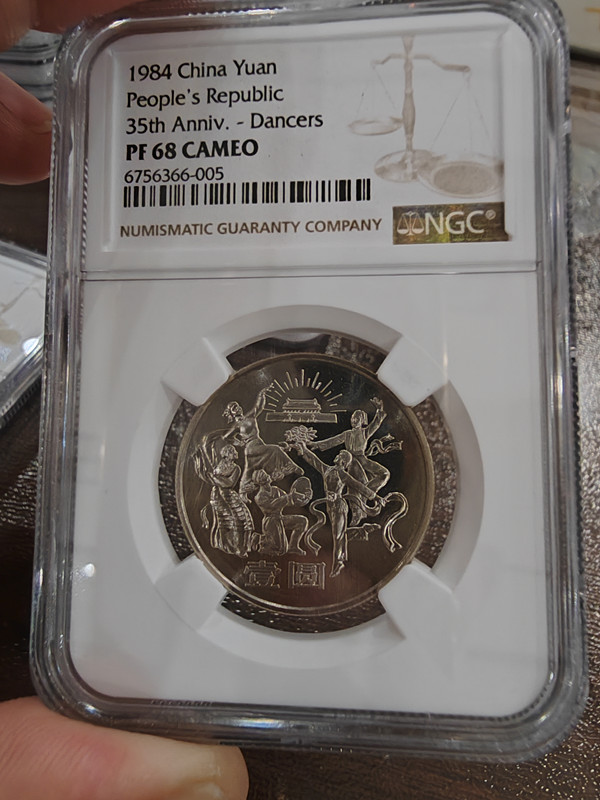 1984 China Yuan
People's Republic
35th Anniv. - Dancers
PF 68 CAMEO
6756366-005
NUMISMATIC GUARANTY COMPANY
NGC®
壹圆